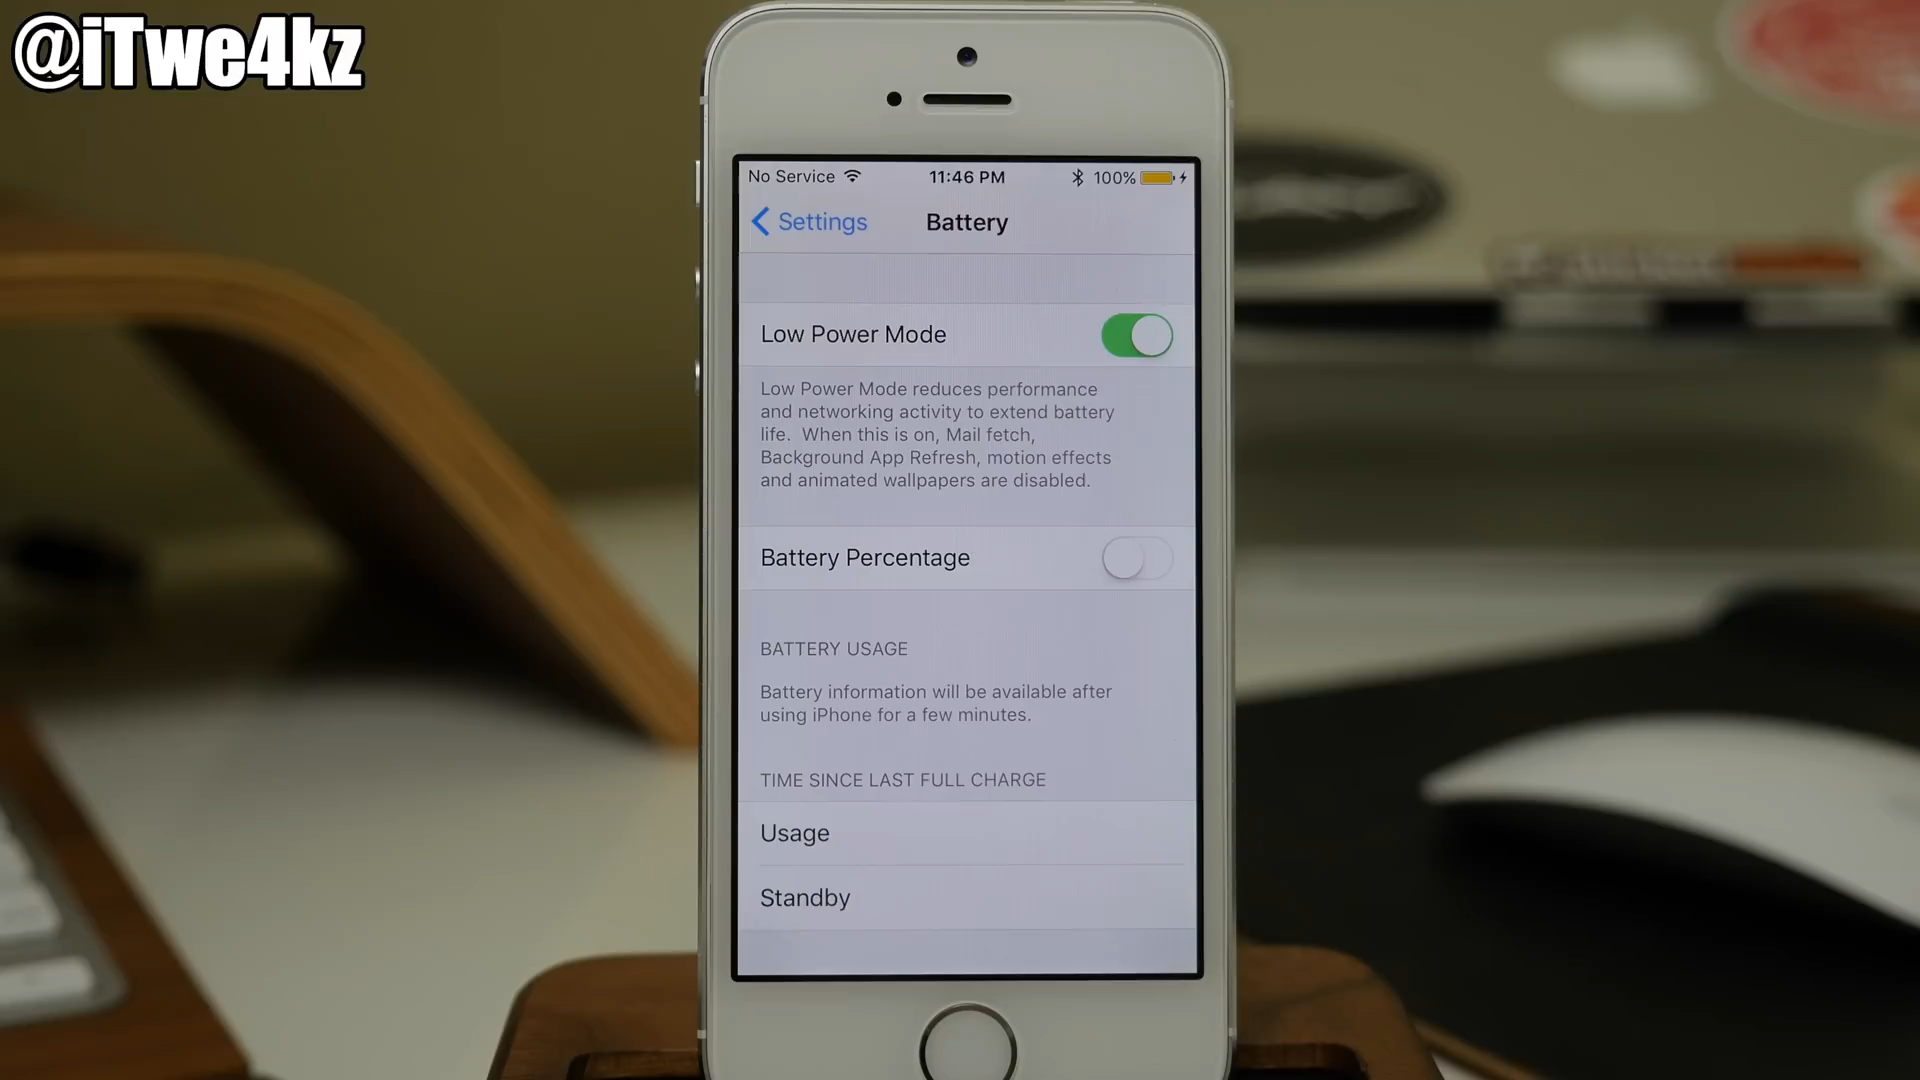 @iTwe4kz
No Service 11:46 PM 100%
Settings Battery
Low Power Mode
Low Power Mode reduces performance
and networking activity to extend battery
life. When this is on, Mail fetch,
Background App Refresh, motion effects
and animated wallpapers are disabled.
Battery Percentage
BATTERY USAGE
Battery information will be available after
using iPhone for a few minutes.
TIME SINCE LAST FULL CHARGE
Usage
Standby